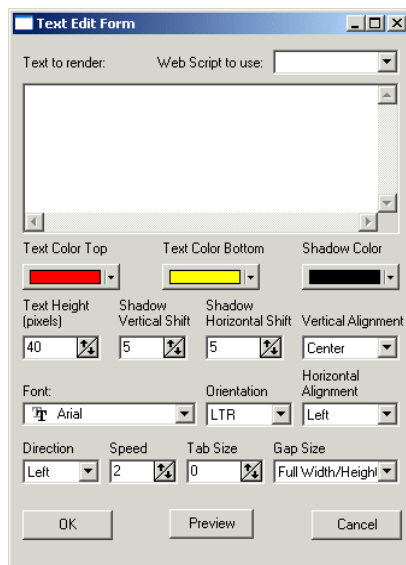 Text Edit Form
Text to render: Web Script to use:
Text Color Top Text Color Bottom Shadow Color
Text Height (pixels) Shadow Vertical Shift Shadow Horizontal Shift Vertical Alignment
40 5 5 Center
Font: Orientation Horizontal Alignment
Arial LTR Left
Direction Speed Tab Size Gap Size
Left 2 0 Full Width/Height
OK Preview Cancel